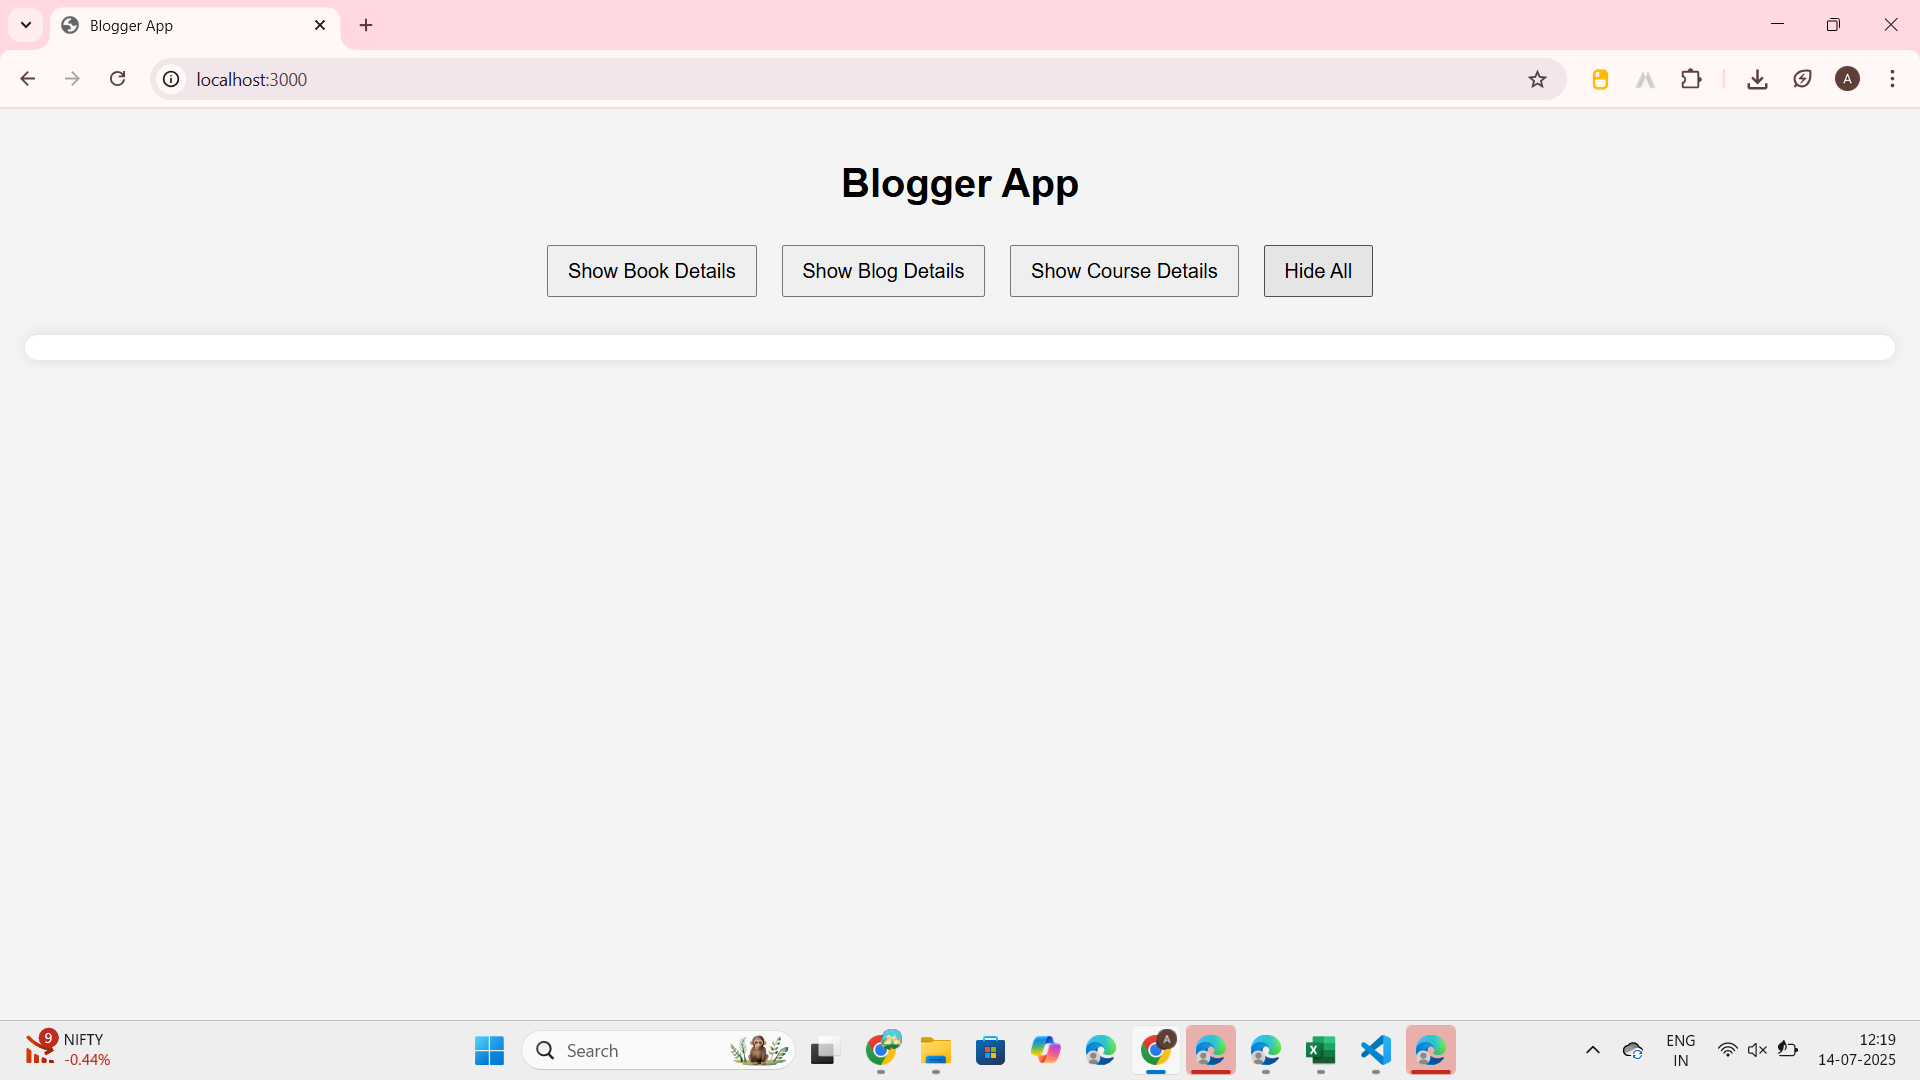 Blogger App
localhost:3000
A
Blogger App
Show Book Details
Show Blog Details
Show Course Details
Hide All
9
NIFTY
-0.44%
Search
A
ENG
IN
12:19
14-07-2025